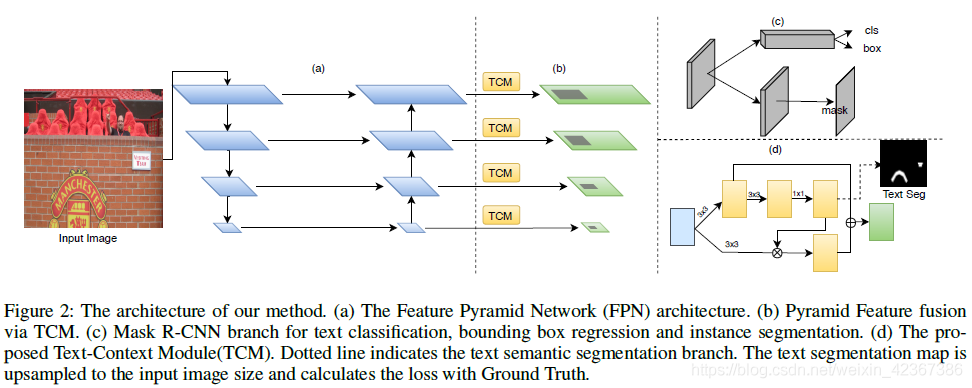 (a)
(b)
(c)
cls
box
mask
TCM
TCM
TCM
TCM
MANCHESTER
Input Image
(d)
3x3
3x3
1x1
3x3
Text Seg
Figure 2: The architecture of our method. (a) The Feature Pyramid Network (FPN) architecture. (b) Pyramid Feature fusion
via TCM. (c) Mask R-CNN branch for text classification, bounding box regression and instance segmentation. (d) The pro-
posed Text-Context Module(TCM). Dotted line indicates the text semantic segmentation branch. The text segmentation map is
upsampled to the input image size and calculates the loss with Ground Truth.
https://blog.csdn.net/weixin_42367386